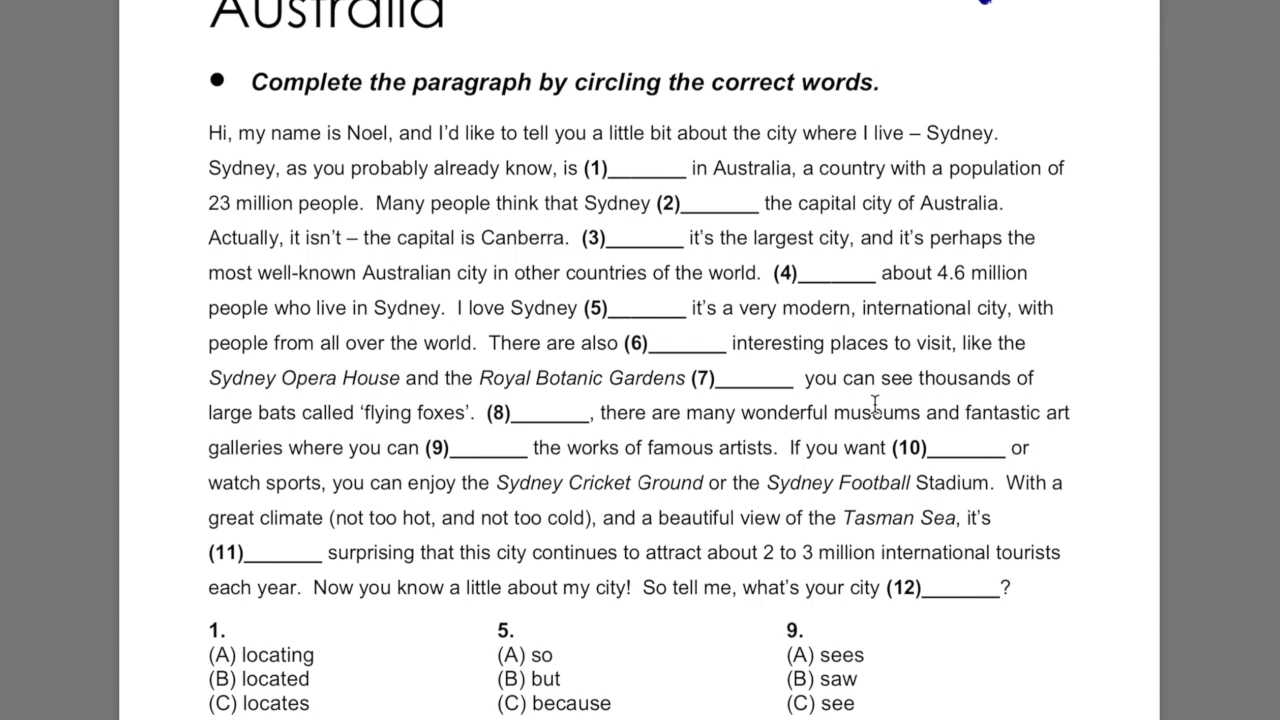 Australia
• Complete the paragraph by circling the correct words.
Hi, my name is Noel, and I'd like to tell you a little bit about the city where I live – Sydney.
Sydney, as you probably already know, is (1)_______ in Australia, a country with a population of
23 million people. Many people think that Sydney (2)_______ the capital city of Australia.
Actually, it isn't – the capital is Canberra. (3)_______ it's the largest city, and it's perhaps the
most well-known Australian city in other countries of the world. (4)_______ about 4.6 million
people who live in Sydney. I love Sydney (5)_______ it's a very modern, international city, with
people from all over the world. There are also (6)_______ interesting places to visit, like the
Sydney Opera House and the Royal Botanic Gardens (7)_______ you can see thousands of
large bats called 'flying foxes'. (8)_______, there are many wonderful museums and fantastic art
galleries where you can (9)_______ the works of famous artists. If you want (10)_______ or
watch sports, you can enjoy the Sydney Cricket Ground or the Sydney Football Stadium. With a
great climate (not too hot, and not too cold), and a beautiful view of the Tasman Sea, it's
(11)_______ surprising that this city continues to attract about 2 to 3 million international tourists
each year. Now you know a little about my city! So tell me, what's your city (12)_______?
1. 5. 9.
(A) locating (A) so (A) sees
(B) located (B) but (B) saw
(C) locates (C) because (C) see